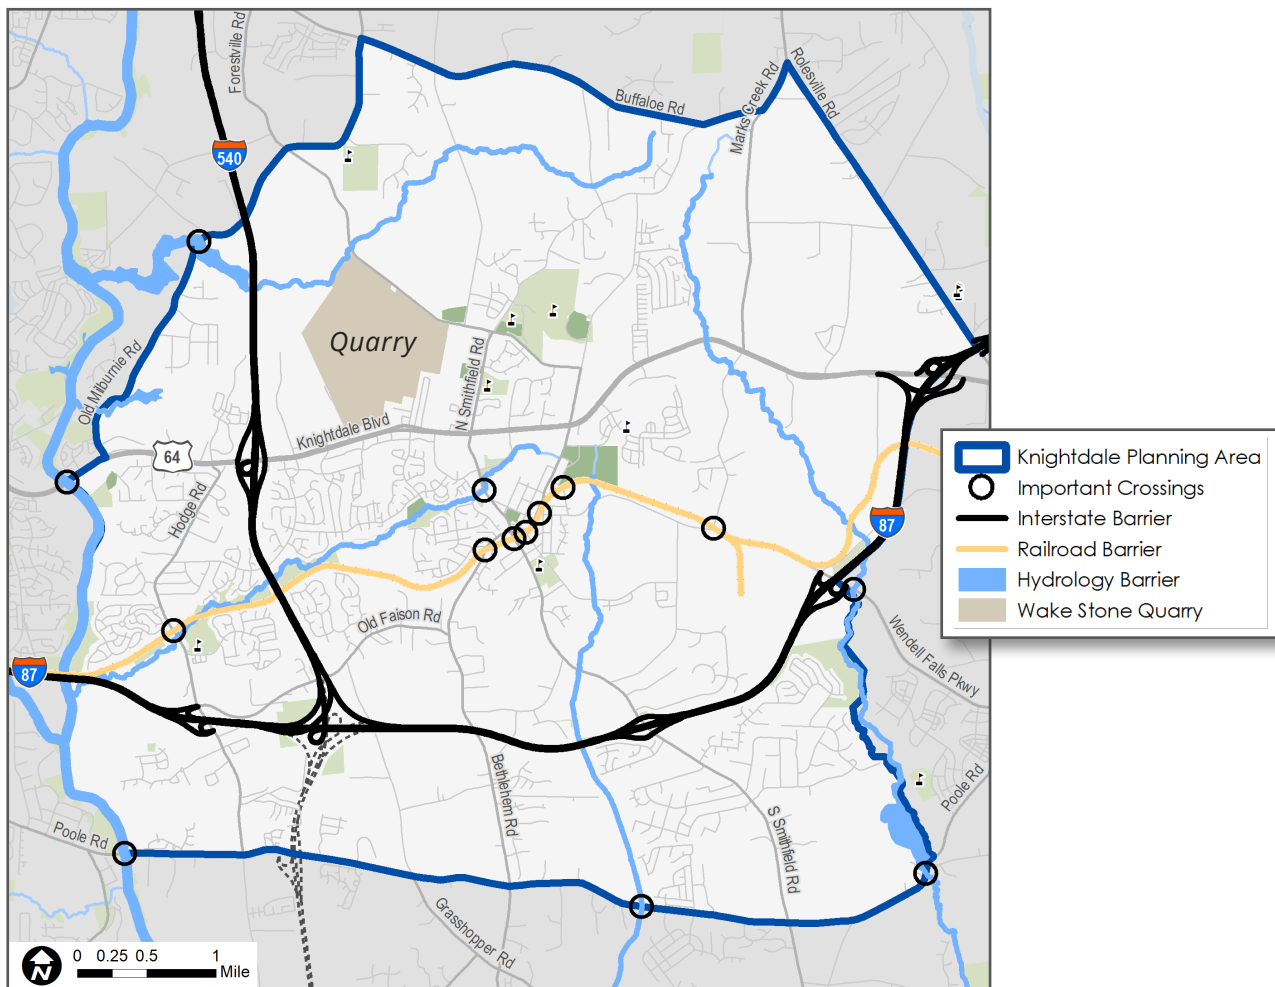 Forestville Rd
540
Buffaloe Rd
Marks Creek Rd
Rolesville Rd
Old Milburnie Rd
Quarry
N Smithfield Rd
Knightdale Blvd
64
Hodge Rd
87
Knightdale Planning Area
Important Crossings
Interstate Barrier
Railroad Barrier
Hydrology Barrier
Wake Stone Quarry
Old Faison Rd
87
Wendell Falls Pkwy
Bethlehem Rd
Poole Rd
S Smithfield Rd
Poole Rd
Grasshopper Rd
N
0 0.25 0.5 1
Mile